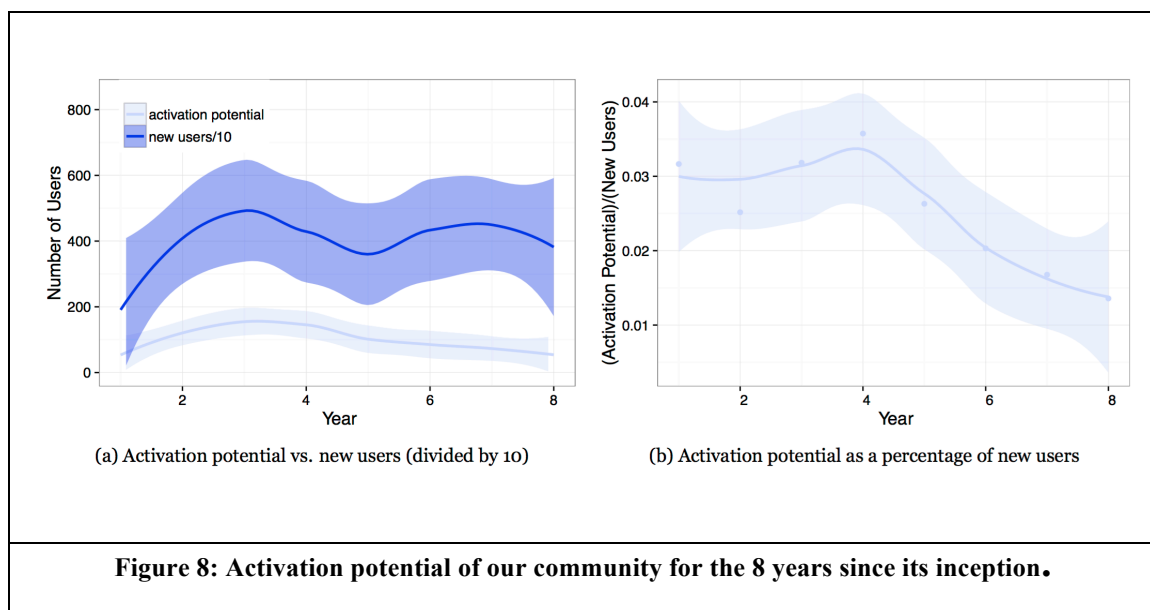 800
600
400
200
0
Number of Users
activation potential
new users/10
2
4
6
8
Year
(a) Activation potential vs. new users (divided by 10)
0.04
0.03
0.02
0.01
(Activation Potential)/(New Users)
2
4
6
8
Year
(b) Activation potential as a percentage of new users
Figure 8: Activation potential of our community for the 8 years since its inception.